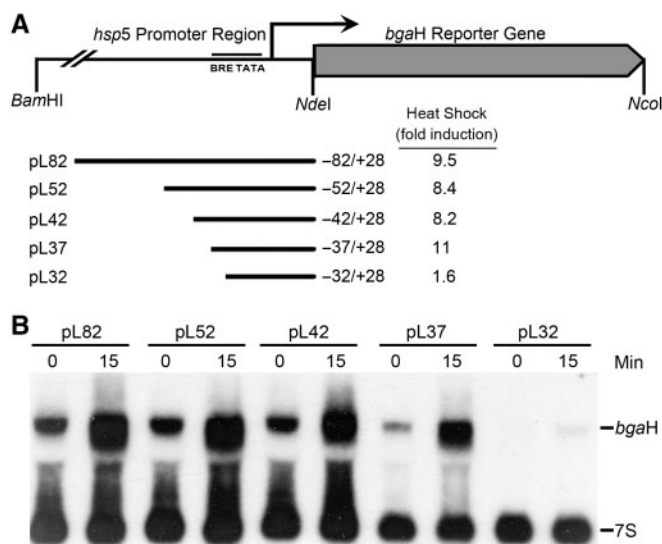 A
hsp5 Promoter Region
bgaH Reporter Gene
BRE TATA
BamHI
NdeI
NcoI
Heat Shock
(fold induction)
pL82 −82/+28 9.5
pL52 −52/+28 8.4
pL42 −42/+28 8.2
pL37 −37/+28 11
pL32 −32/+28 1.6
B
pL82 pL52 pL42 pL37 pL32
0 15 0 15 0 15 0 15 0 15 Min
bgaH
7S